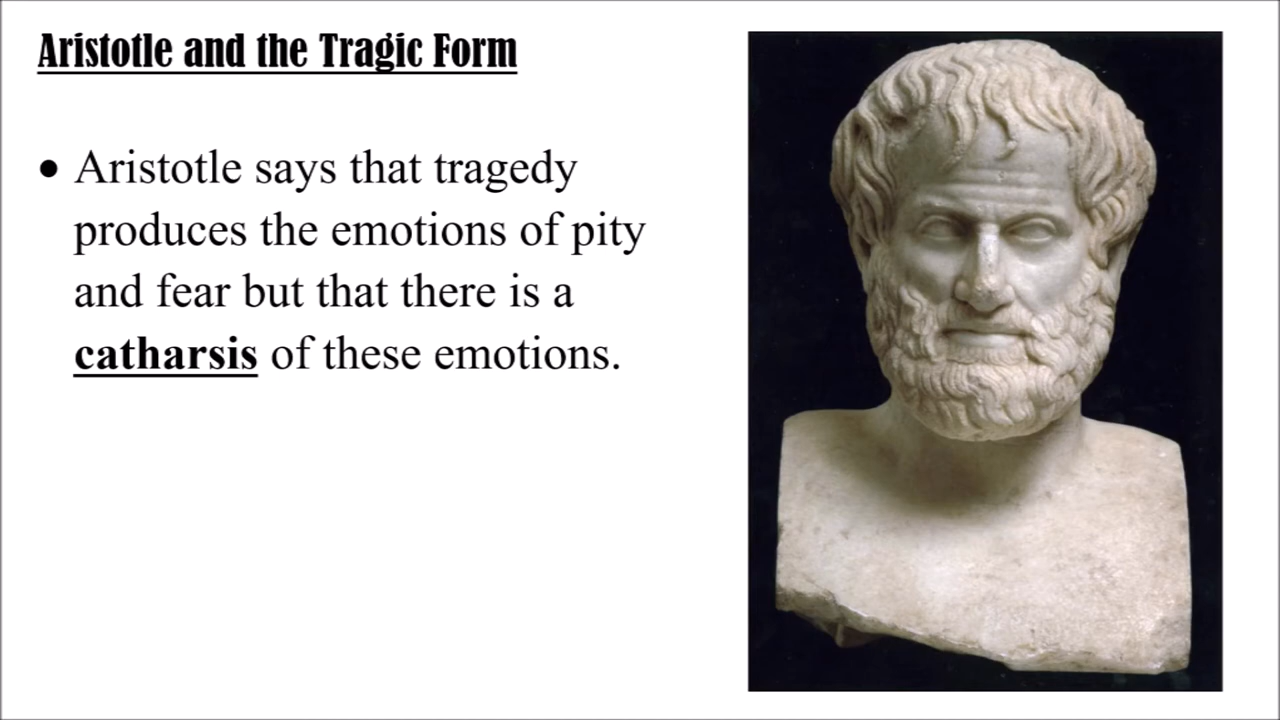 Aristotle and the Tragic Form
• Aristotle says that tragedy
produces the emotions of pity
and fear but that there is a
catharsis of these emotions.